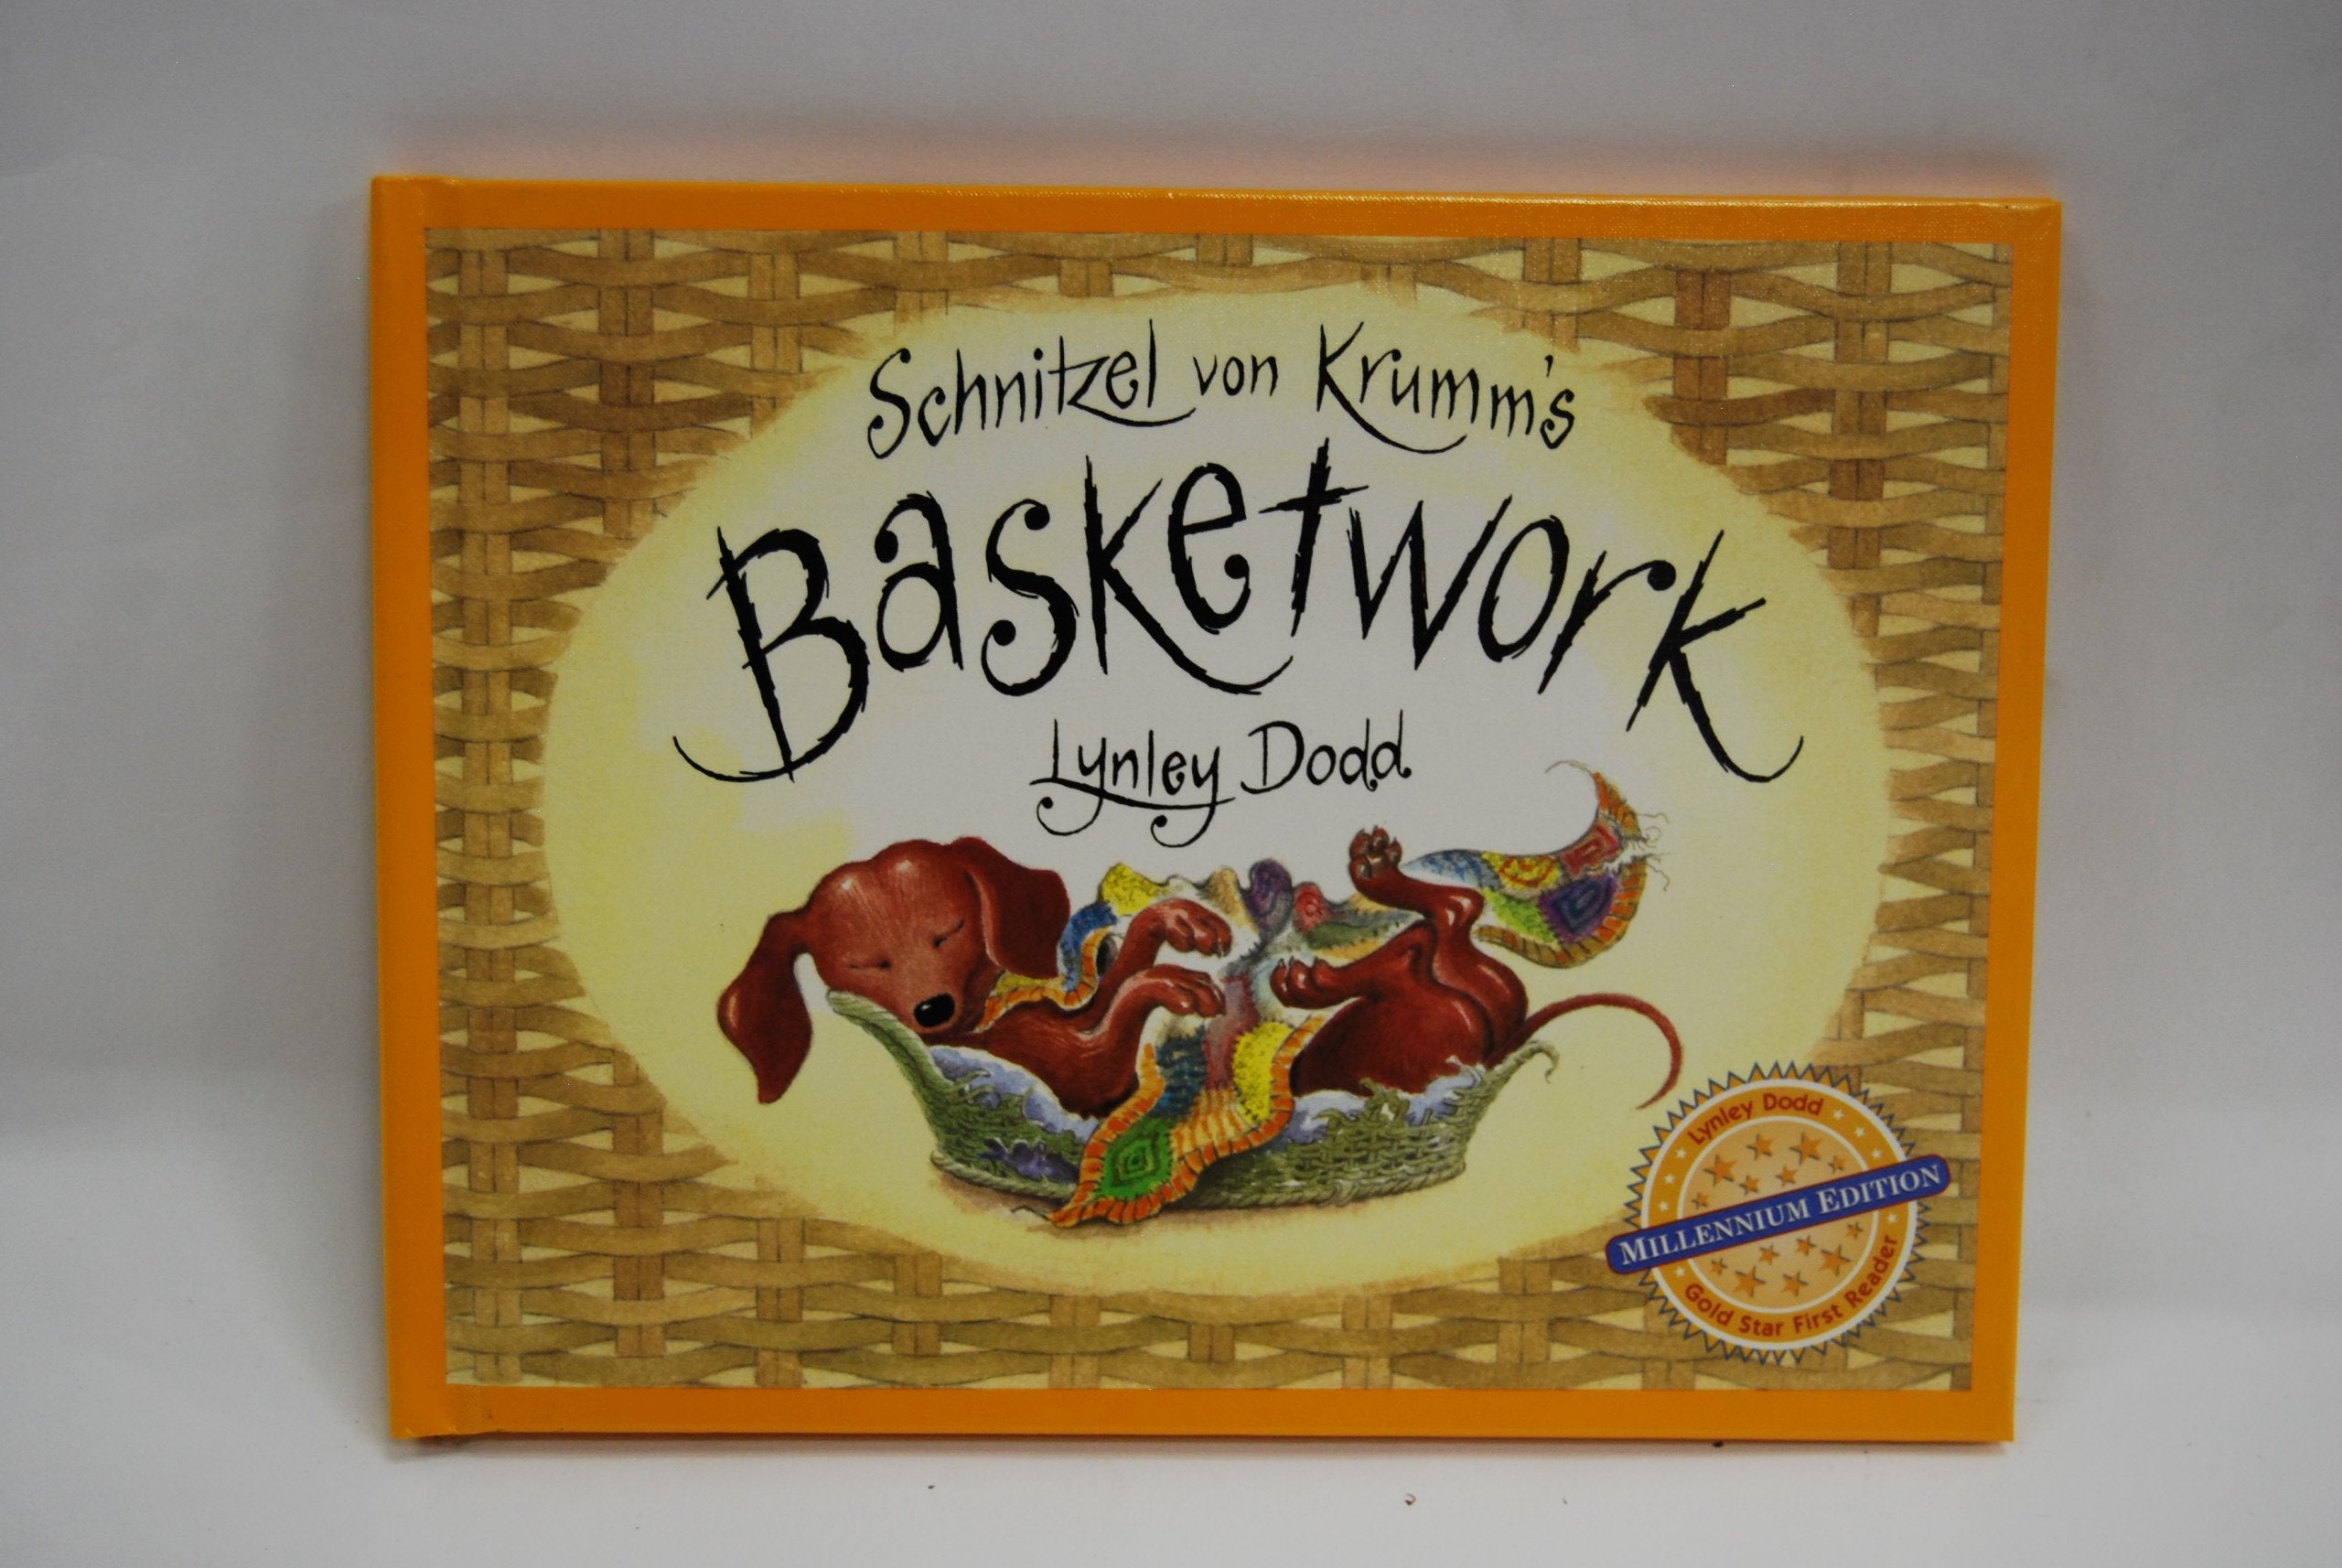 Schnitzel von Krumm's
Basketwork
Lynley Dodd
Lynley Dodd
MILLENNIUM EDITION
Gold Star First Reader